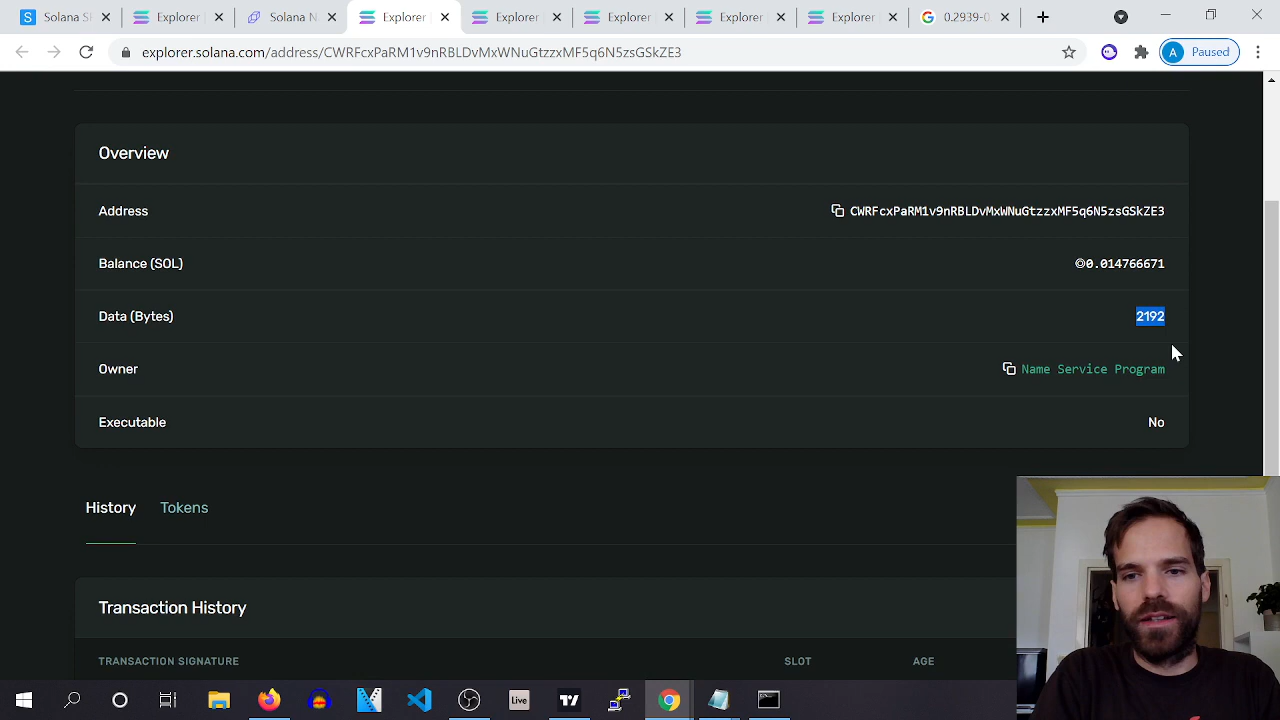 Solana S
Explorer
Solana N
Explorer
Explorer
Explorer
Explorer
Explorer
0.2939-0.
explorer.solana.com/address/CWRFcxPaRM1v9nRBLDvMxWNuGtzzxMF5q6N5zsGSkZE3
A Paused
Overview
Address
CWRFcxPaRM1v9nRBLDvMxWNuGtzzxMF5q6N5zsGSkZE3
Balance (SOL)
◎0.014766671
Data (Bytes)
2192
Owner
Name Service Program
Executable
No
History
Tokens
Transaction History
TRANSACTION SIGNATURE
SLOT
AGE
Live